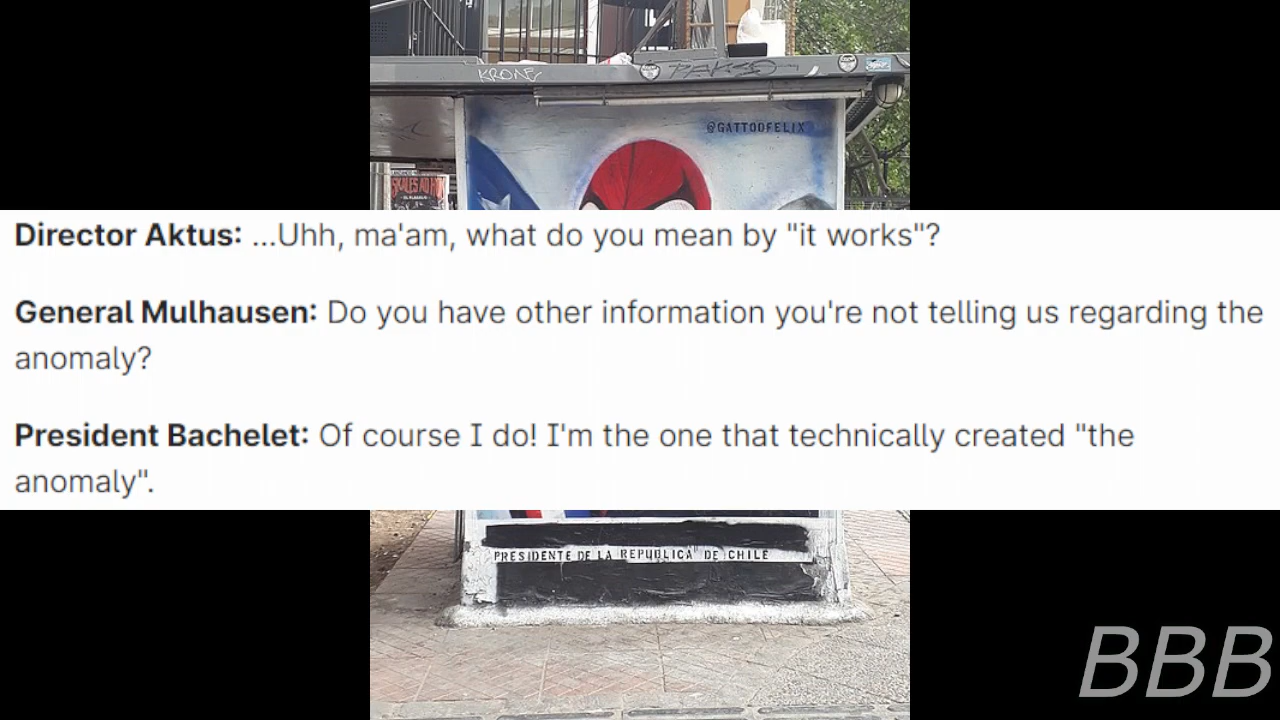 KRONE
@GATTOOFELIX
Director Aktus: ...Uhh, ma'am, what do you mean by "it works"?
General Mulhausen: Do you have other information you're not telling us regarding the
anomaly?
President Bachelet: Of course I do! I'm the one that technically created "the
anomaly".
PRESIDENTE DE LA REPUBLICA DE CHILE
BBB